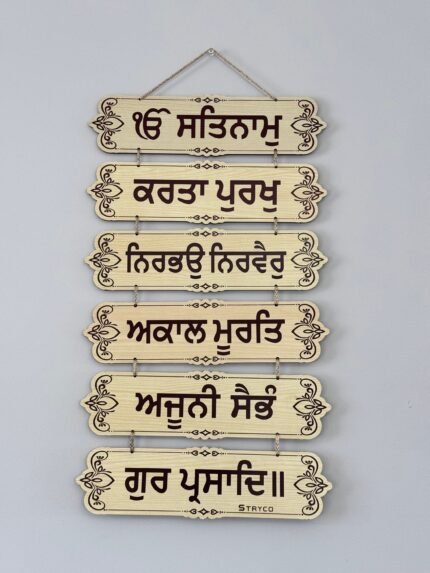 ੴ ਸਤਿਨਾਮੁ
ਕਰਤਾ ਪੁਰਖੁ
ਨਿਰਭਉ ਨਿਰਵੈਰੁ
ਅਕਾਲ ਮੂਰਤਿ
ਅਜੂਨੀ ਸੈਭੰ
ਗੁਰ ਪ੍ਰਸਾਦਿ॥
STRYCO